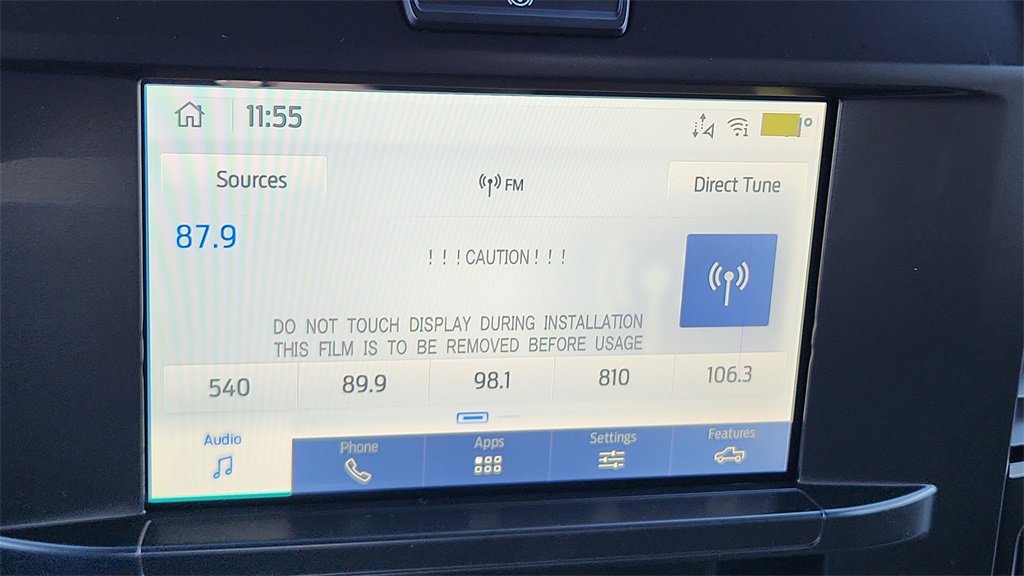 11:55
Sources
FM
Direct Tune
87.9
! ! ! CAUTION ! ! !
DO NOT TOUCH DISPLAY DURING INSTALLATION
THIS FILM IS TO BE REMOVED BEFORE USAGE
540 89.9 98.1 810 106.3
Audio Phone Apps Settings Features